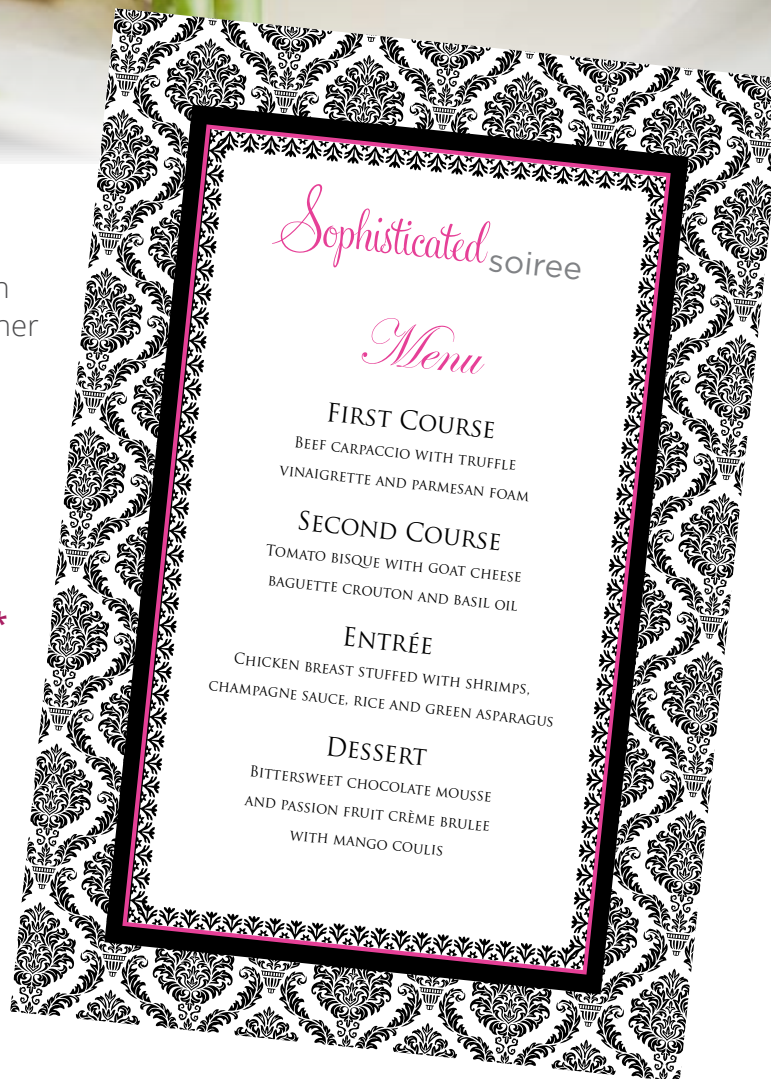 Sophisticated soiree
Menu
First Course
Beef carpaccio with truffle
vinaigrette and parmesan foam
Second Course
Tomato bisque with goat cheese
baguette crouton and basil oil
Entrée
Chicken breast stuffed with shrimps,
champagne sauce, rice and green asparagus
Dessert
Bittersweet chocolate mousse
and passion fruit crème brulee
with mango coulis
*